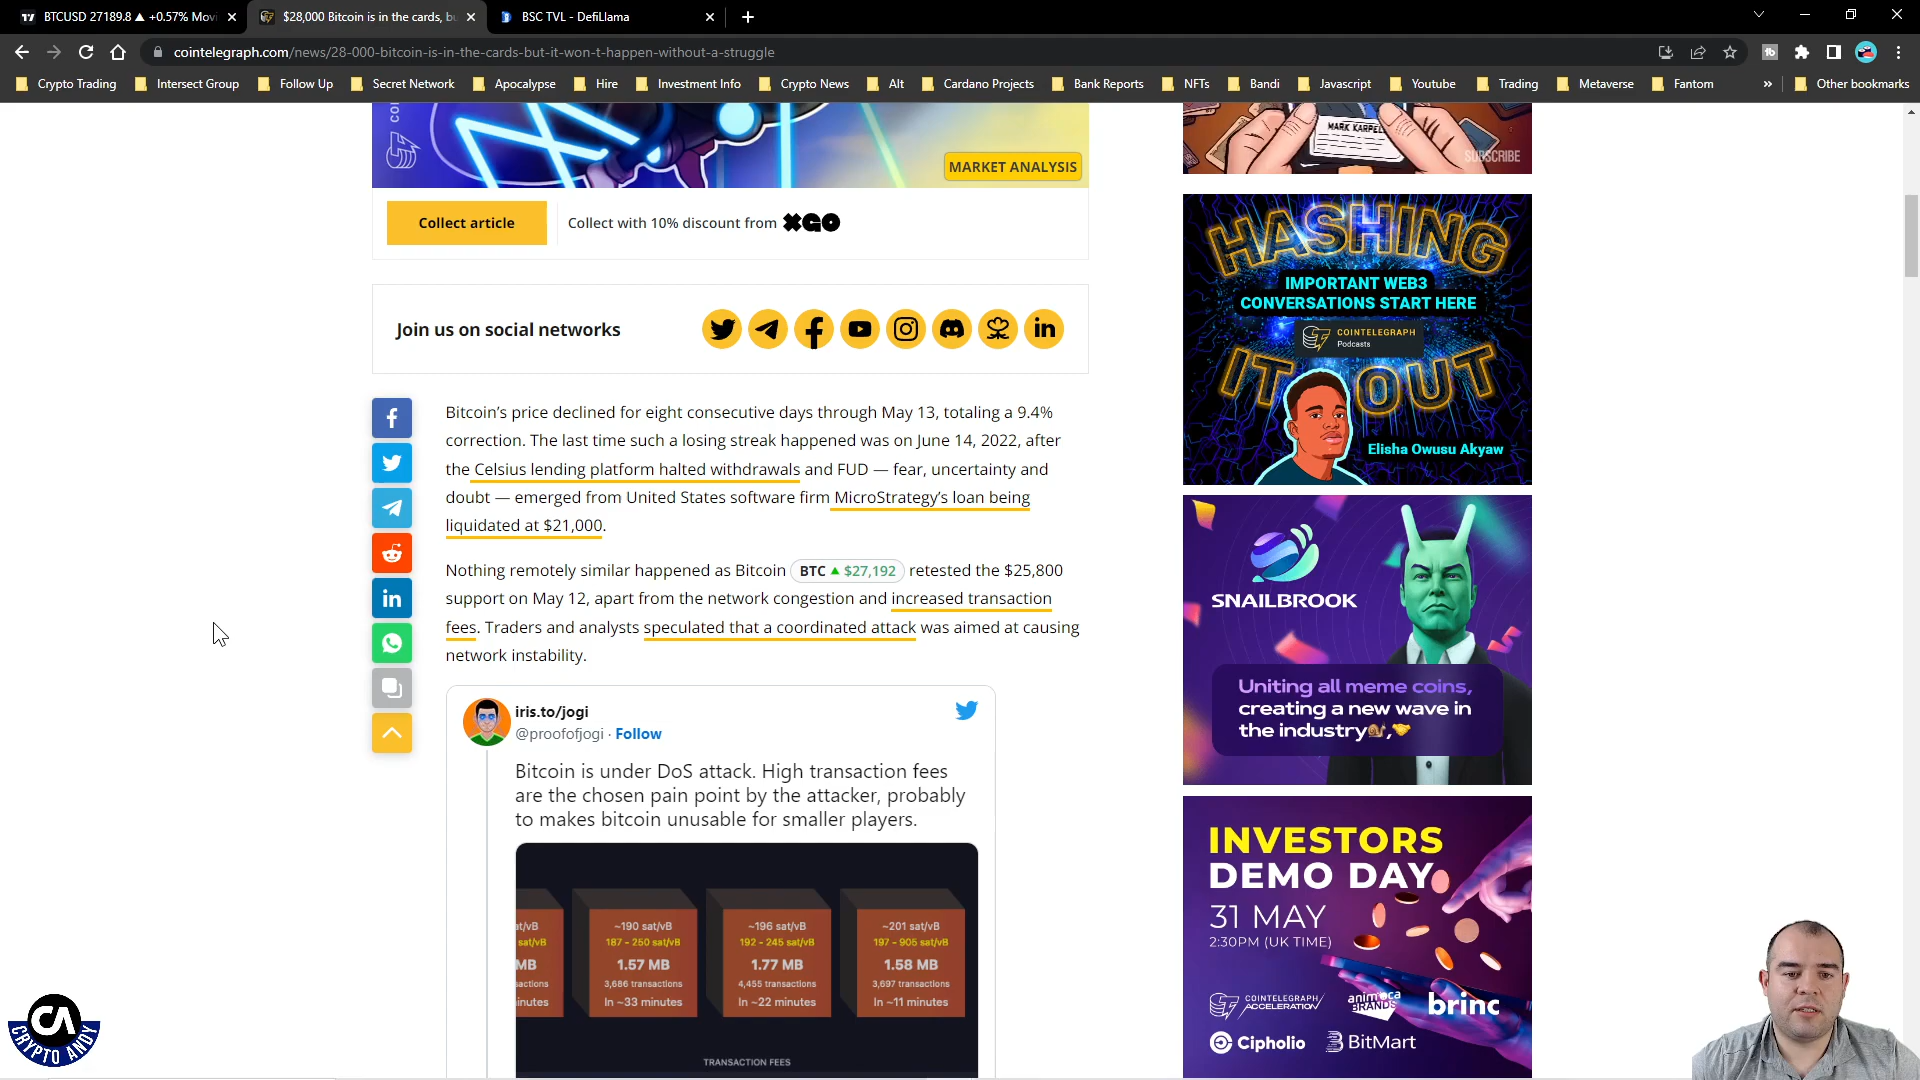 BTCUSD 27189.8 ▲ +0.57% Movi
$28,000 Bitcoin is in the cards, bu
BSC TVL - DefiLlama
cointelegraph.com/news/28-000-bitcoin-is-in-the-cards-but-it-won-t-happen-without-a-struggle
Crypto Trading
Intersect Group
Follow Up
Secret Network
Apocalypse
Hire
Investment Info
Crypto News
Alt
Cardano Projects
Bank Reports
NFTs
Bandi
Javascript
Youtube
Trading
Metaverse
Fantom
»
Other bookmarks
MARKET ANALYSIS
Collect article
Collect with 10% discount from XGO
Join us on social networks
Bitcoin's price declined for eight consecutive days through May 13, totaling a 9.4%
correction. The last time such a losing streak happened was on June 14, 2022, after
the Celsius lending platform halted withdrawals and FUD — fear, uncertainty and
doubt — emerged from United States software firm MicroStrategy's loan being
liquidated at $21,000.
Nothing remotely similar happened as Bitcoin BTC ▲ $27,192 retested the $25,800
support on May 12, apart from the network congestion and increased transaction
fees. Traders and analysts speculated that a coordinated attack was aimed at causing
network instability.
iris.to/jogi
@proofofjogi · Follow
Bitcoin is under DoS attack. High transaction fees
are the chosen pain point by the attacker, probably
to makes bitcoin unusable for smaller players.
sat/vB
MB
~190 sat/vB
187 - 250 sat/vB
1.57 MB
3,686 transactions
In ~33 minutes
~196 sat/vB
192 - 245 sat/vB
1.77 MB
4,455 transactions
In ~22 minutes
~201 sat/vB
197 - 905 sat/vB
1.58 MB
3,697 transactions
In ~11 minutes
TRANSACTION FEES
SUBSCRIBE
HASHING
IMPORTANT WEB3
CONVERSATIONS START HERE
COINTELEGRAPH
Podcasts
IT OUT
Elisha Owusu Akyaw
SNAILBROOK
Uniting all meme coins,
creating a new wave in
the industry🐌,🤝
INVESTORS
DEMO DAY
31 MAY
2:30PM (UK TIME)
COINTELEGRAPH
ACCELERATION
animoca
BRANDS
brinc
Cipholio
BitMart
CA
CRYPTO ANDY